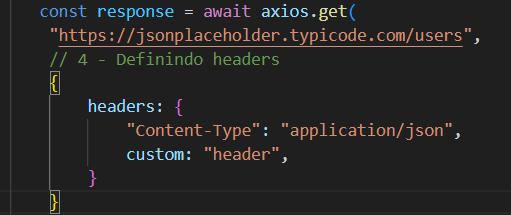 const response = await axios.get(
"https://jsonplaceholder.typicode.com/users",
// 4 - Definindo headers
{
headers: {
"Content-Type": "application/json",
custom: "header",
}
}